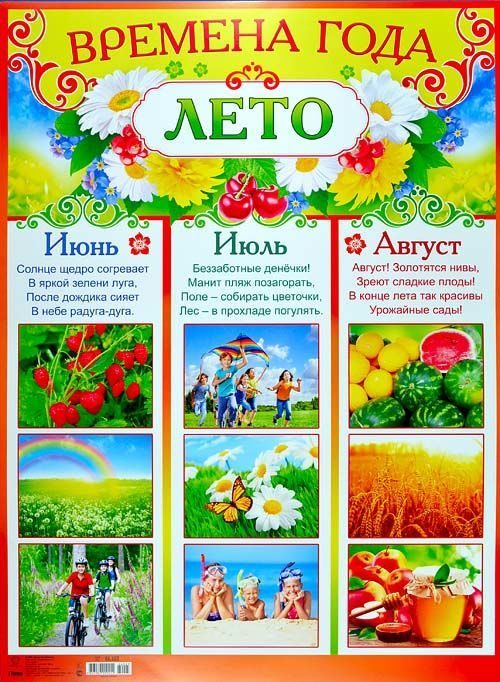 ВРЕМЕНА ГОДА
ЛЕТО
Июнь
Солнце щедро согревает
В яркой зелени луга,
После дождика сияет
В небе радуга-дуга.
Июль
Беззаботные денёчки!
Манит пляж позагорать,
Поле – собирать цветочки,
Лес – в прохладе погулять.
Август
Август! Золотятся нивы,
Зреют сладкие плоды!
В конце лета так красивы
Урожайные сады!